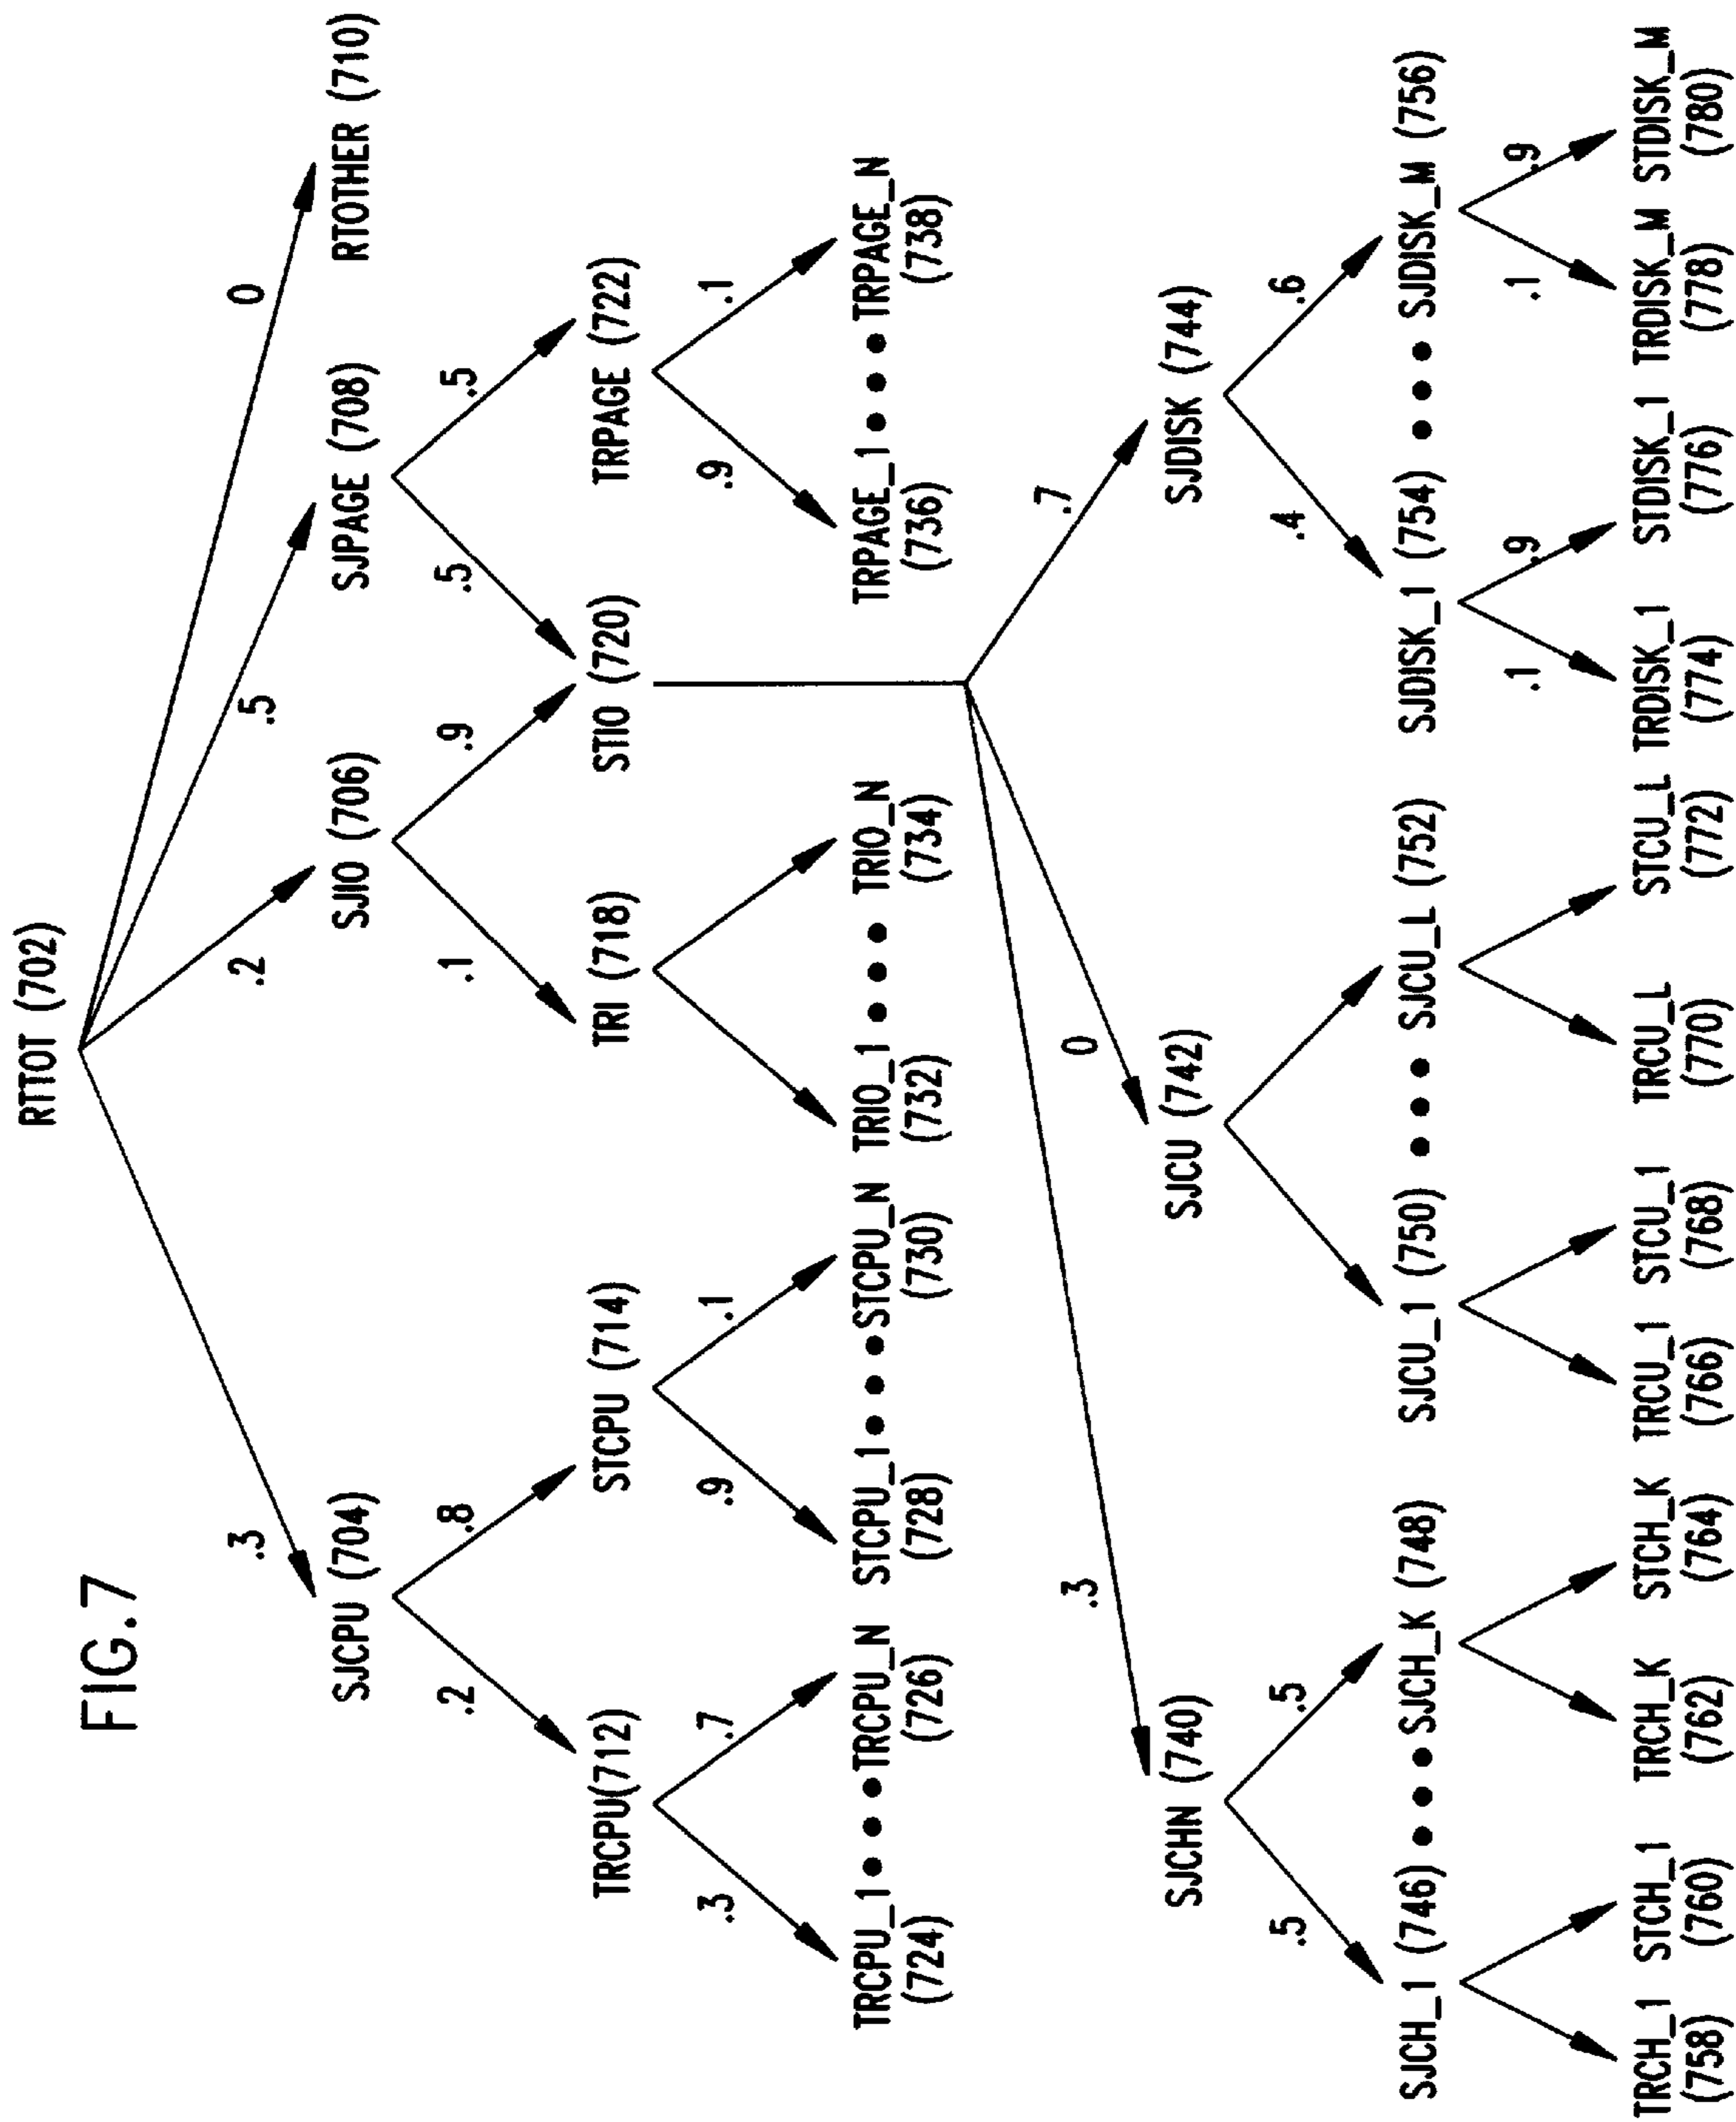 FIG.7
RTTOT (702)
.3
.2
.5
0
SJCPU (704)
SJIO (706)
SJPAGE (708)
RTOTHER (710)
.2
.8
.1
.9
.5
.5
TRCPU(712)
STCPU (714)
TRI (718)
STIO (720)
TRPAGE (722)
.3
.7
.9
.1
.9
.1
TRCPU_1 • • • TRCPU_N
STCPU_1 • • • STCPU_N
TRIO_1 • • • TRIO_N
TRPAGE_1 • • • TRPAGE_N
(724)
(726)
(728)
(730)
(732)
(734)
(736)
(738)
.3
0
.7
SJCHN (740)
SJCU (742)
SJDISK (744)
.5
.5
.4
.6
SJCH_1 (746) • • • SJCH_K (748)
SJCU_1 (750) • • • SJCU_L (752)
SJDISK_1 (754) • • • SJDISK_M (756)
.1
.9
.1
.9
TRCH_1
STCH_1
TRCH_K
STCH_K
TRCU_1
STCU_1
TRCU_L
STCU_L
TRDISK_1
STDISK_1
TRDISK_M
STDISK_M
(758)
(760)
(762)
(764)
(766)
(768)
(770)
(772)
(774)
(776)
(778)
(780)